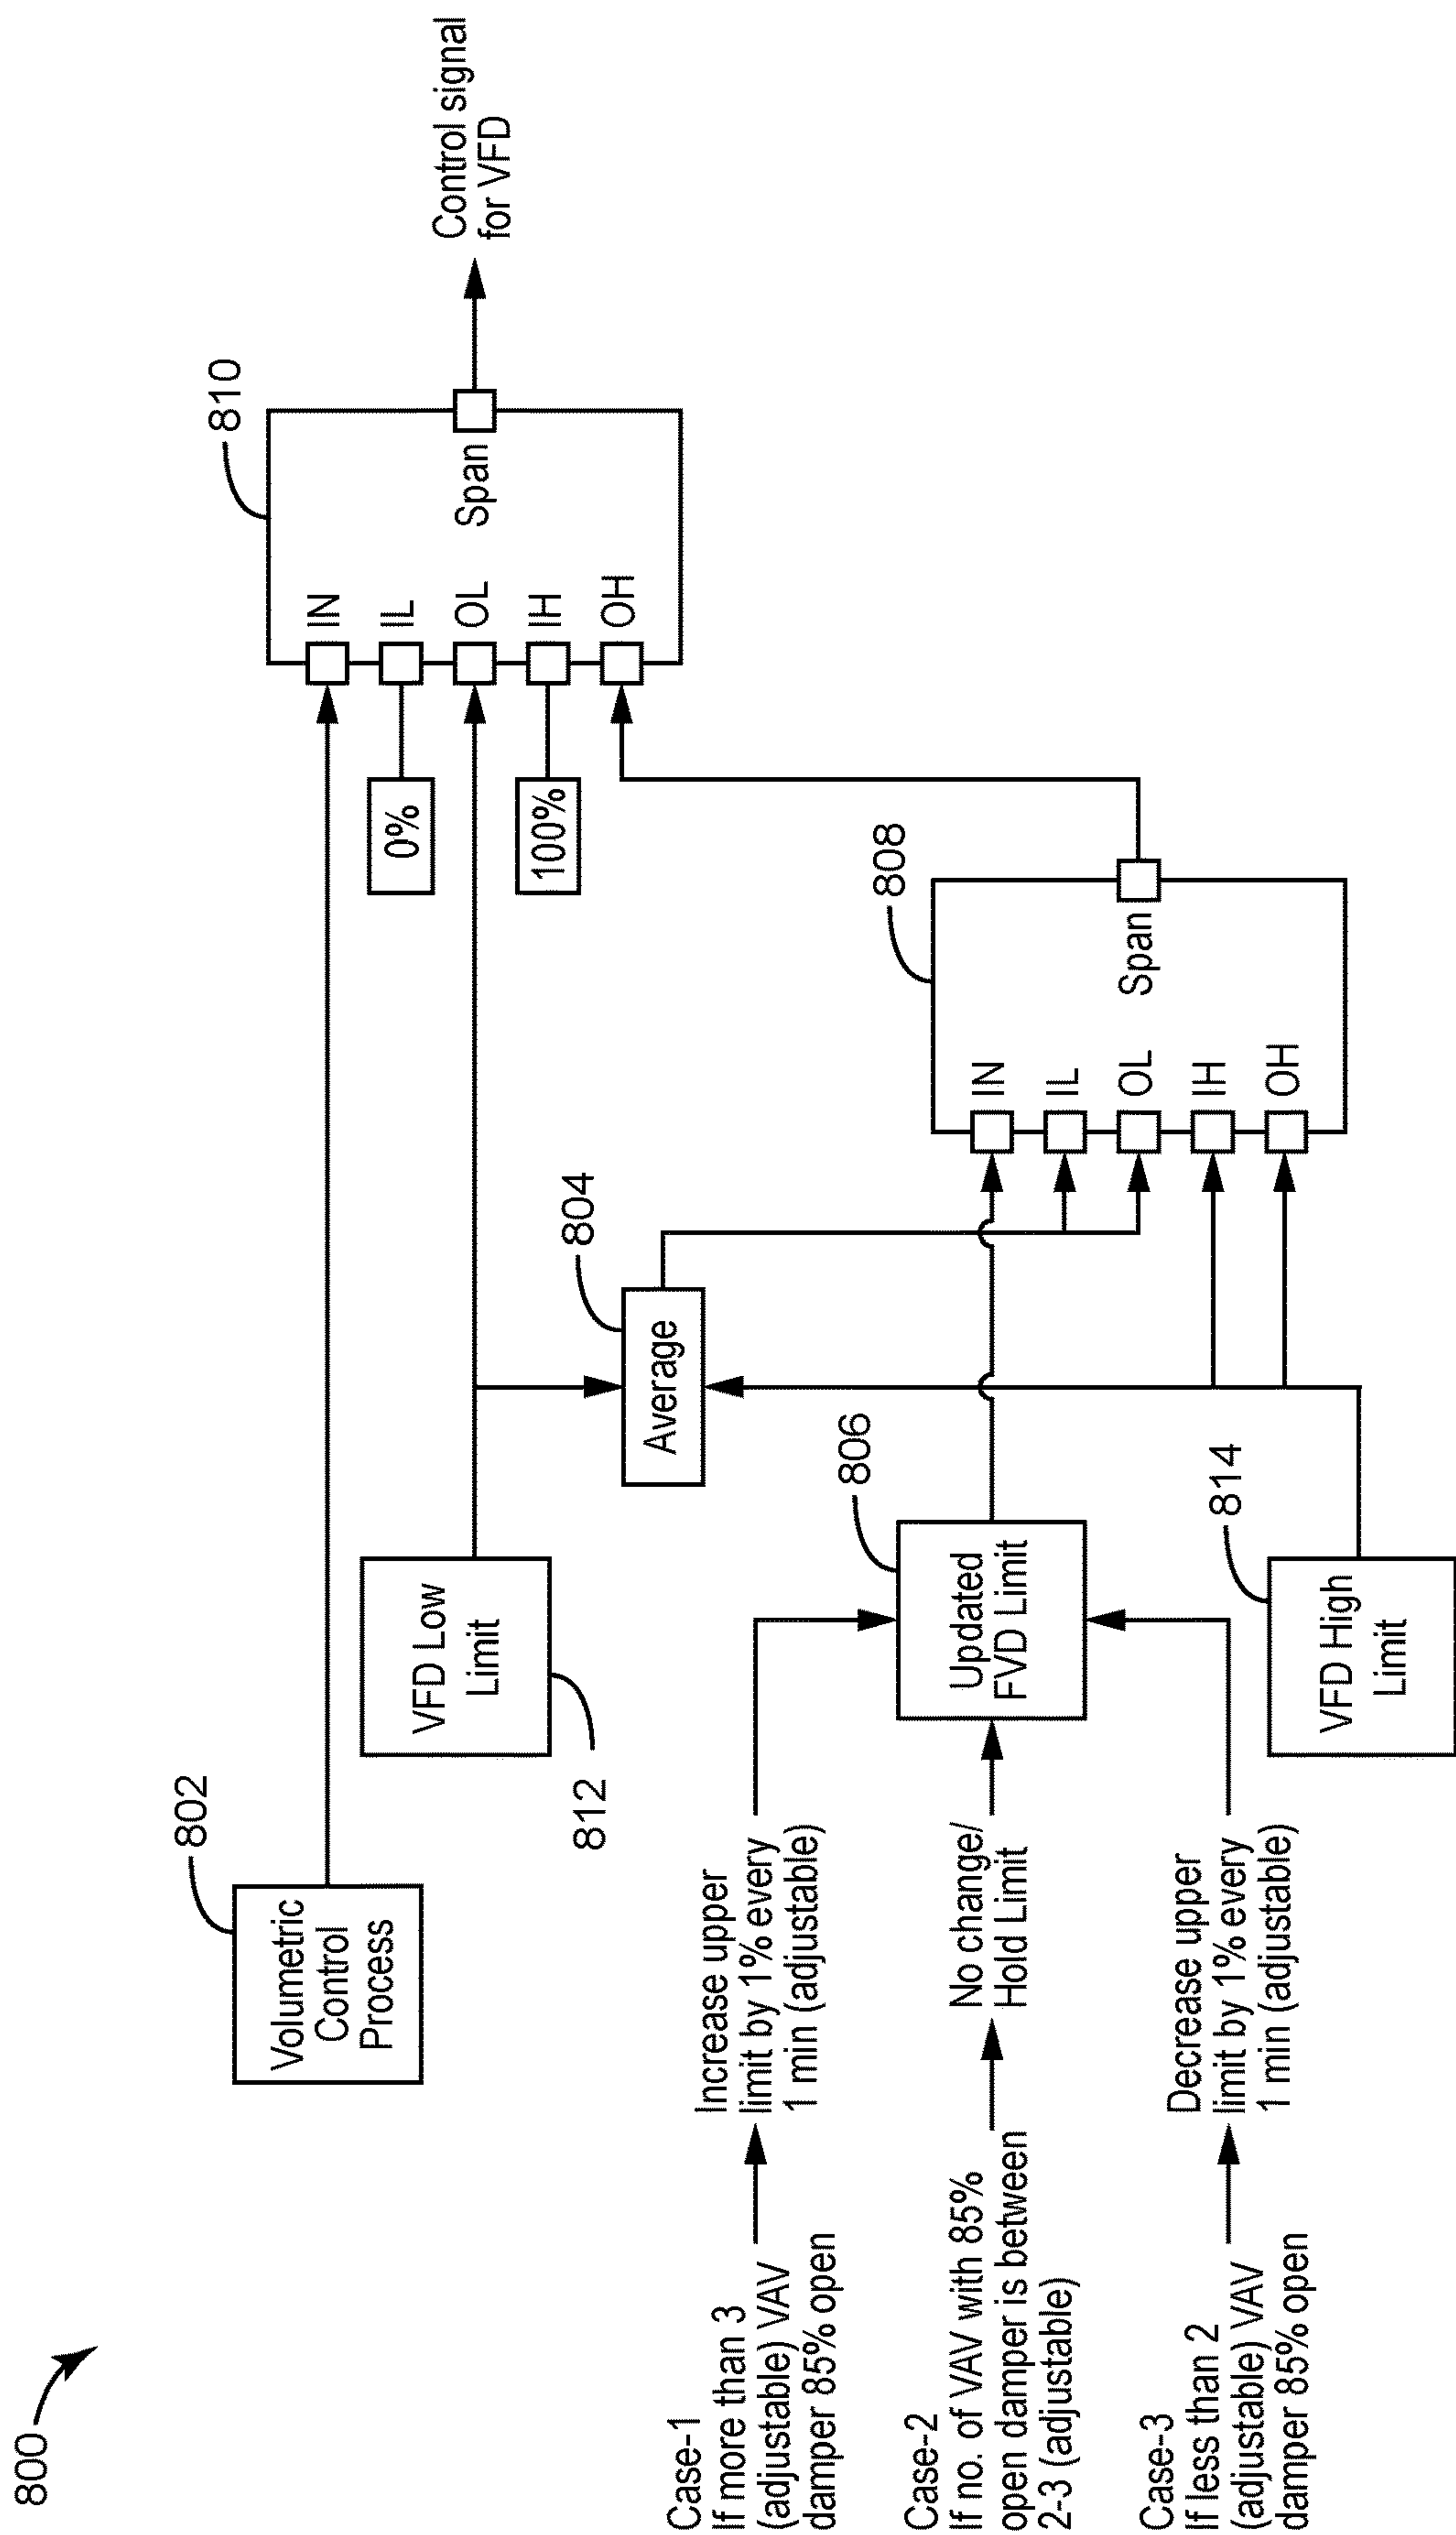 800
802
Volumetric
Control
Process
VFD Low
Limit
812
Case-1
If more than 3
(adjustable) VAV
damper 85% open
Increase upper
limit by 1% every
1 min (adjustable)
Case-2
If no. of VAV with 85%
open damper is between
2-3 (adjustable)
No change/
Hold Limit
Case-3
If less than 2
(adjustable) VAV
damper 85% open
Decrease upper
limit by 1% every
1 min (adjustable)
806
Updated
FVD Limit
814
VFD High
Limit
804
Average
808
IN
IL
OL
IH
OH
Span
0%
100%
810
IN
IL
OL
IH
OH
Span
Control signal
for VFD